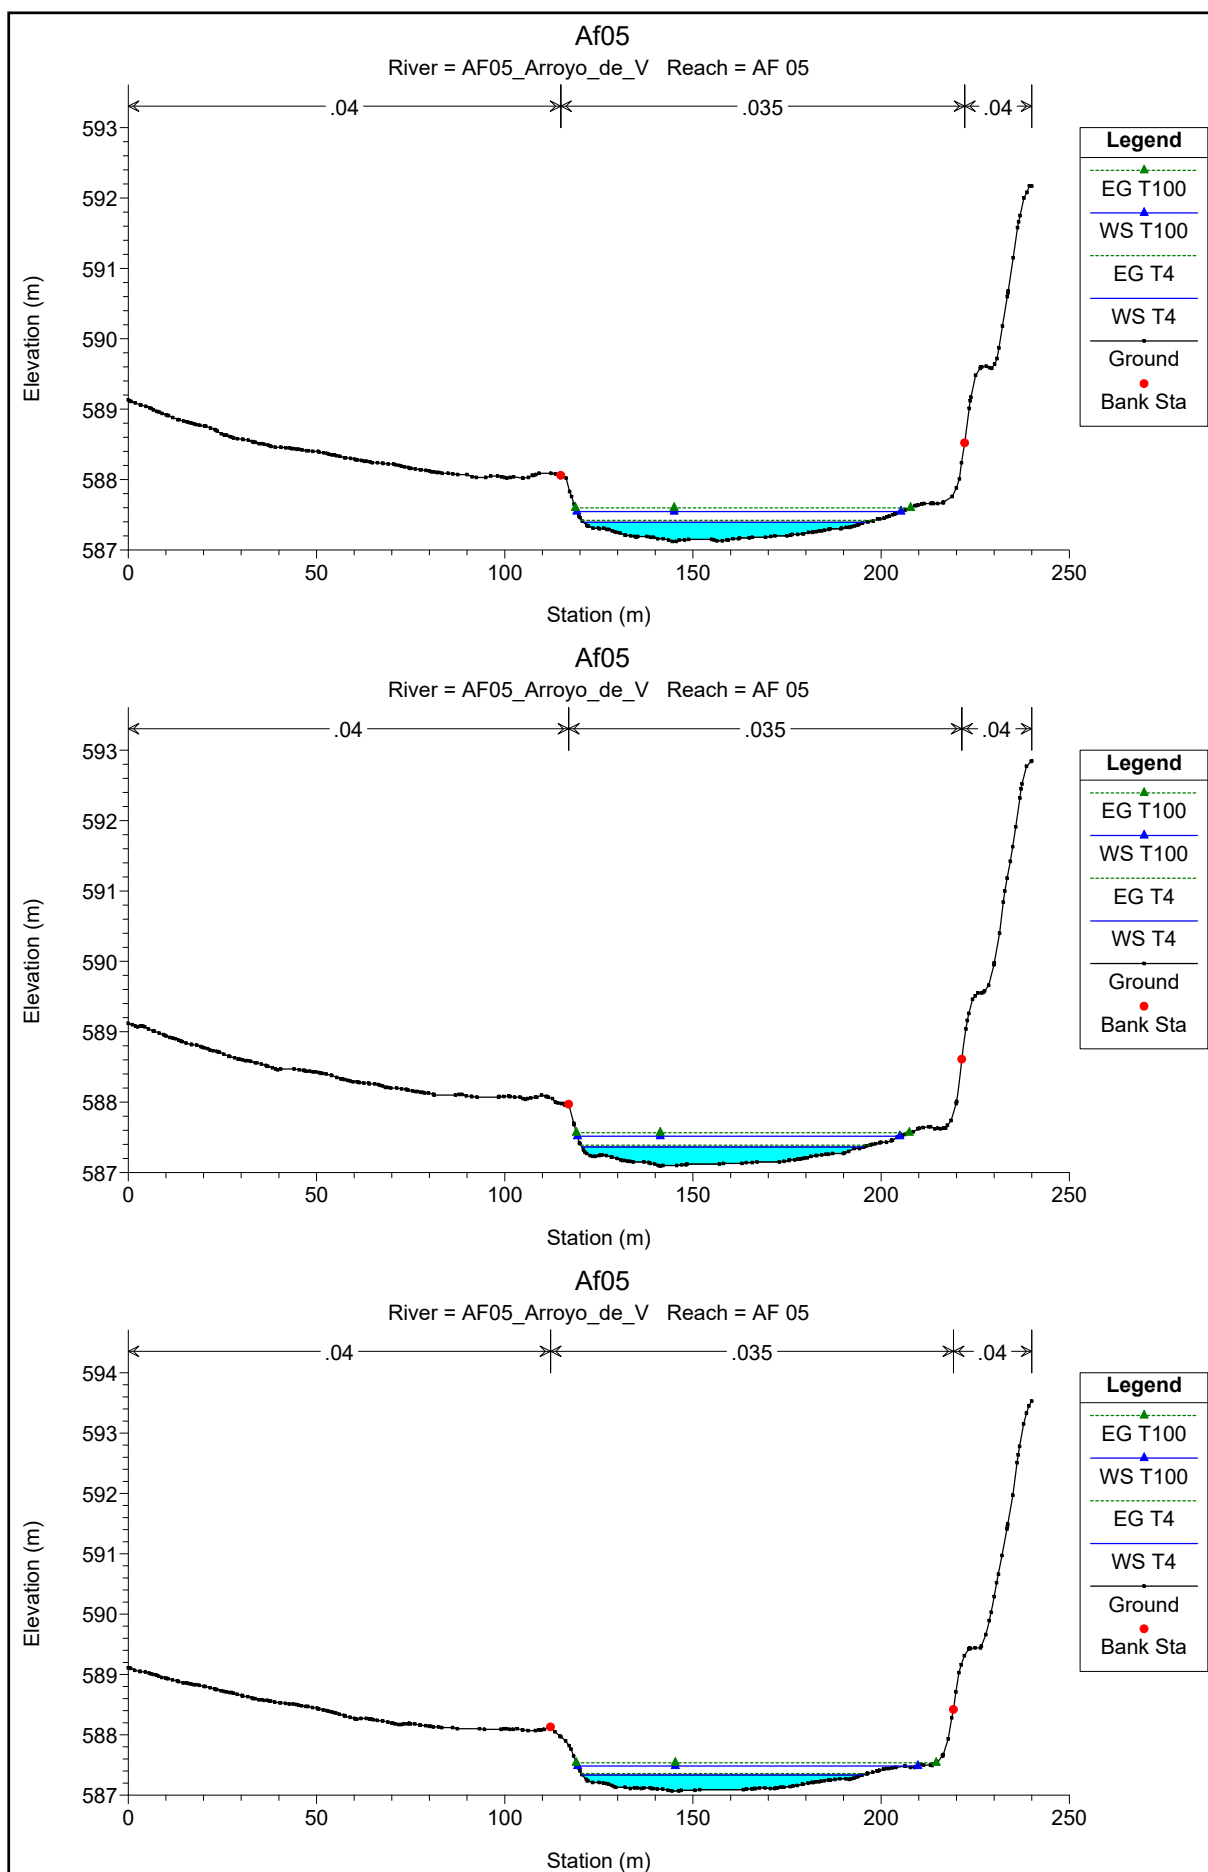 Af05
River = AF05_Arroyo_de_V Reach = AF 05
.04 .035 .04
593
592
591
590
589
588
587
Elevation (m)
0 50 100 150 200 250
Station (m)
Legend
EG T100
WS T100
EG T4
WS T4
Ground
Bank Sta
Af05
River = AF05_Arroyo_de_V Reach = AF 05
.04 .035 .04
593
592
591
590
589
588
587
Elevation (m)
0 50 100 150 200 250
Station (m)
Legend
EG T100
WS T100
EG T4
WS T4
Ground
Bank Sta
Af05
River = AF05_Arroyo_de_V Reach = AF 05
.04 .035 .04
594
593
592
591
590
589
588
587
Elevation (m)
0 50 100 150 200 250
Station (m)
Legend
EG T100
WS T100
EG T4
WS T4
Ground
Bank Sta